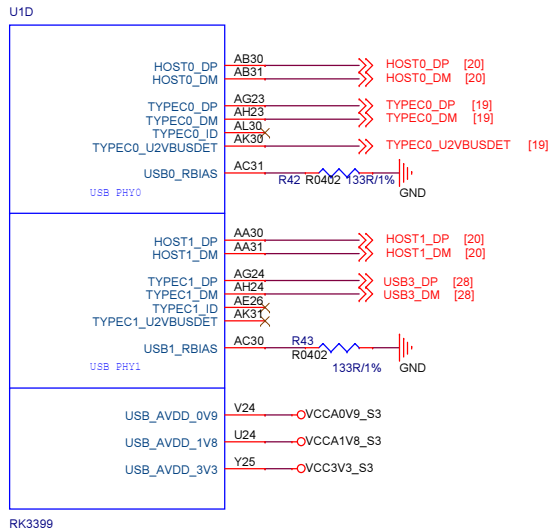 U1D
HOST0_DP AB30 HOST0_DP [20]
HOST0_DM AB31 HOST0_DM [20]
TYPEC0_DP AG23 TYPEC0_DP [19]
TYPEC0_DM AH23 TYPEC0_DM [19]
TYPEC0_ID AL30
TYPEC0_U2VBUSDET AK30 TYPEC0_U2VBUSDET [19]
USB0_RBIAS AC31 R42 R0402 133R/1%
GND
USB PHY0
HOST1_DP AA30 HOST1_DP [20]
HOST1_DM AA31 HOST1_DM [20]
TYPEC1_DP AG24 USB3_DP [28]
TYPEC1_DM AH24 USB3_DM [28]
TYPEC1_ID AE26
TYPEC1_U2VBUSDET AK31
USB1_RBIAS AC30 R43
R0402
133R/1% GND
USB PHY1
USB_AVDD_0V9 V24 VCCA0V9_S3
USB_AVDD_1V8 U24 VCCA1V8_S3
USB_AVDD_3V3 Y25 VCC3V3_S3
RK3399